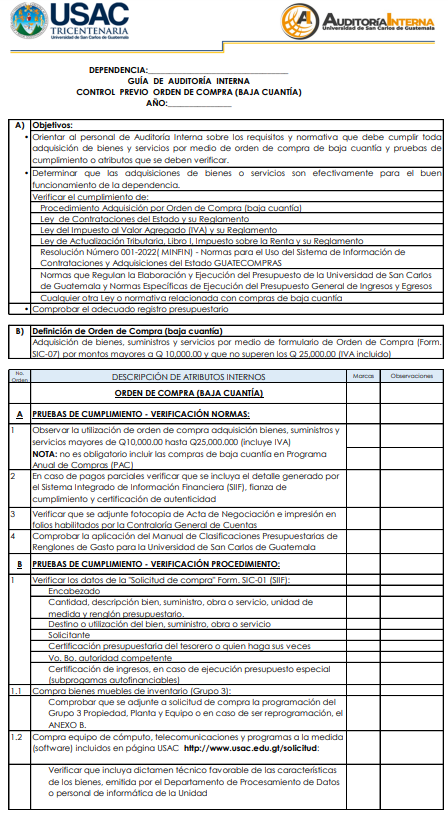 USAC
TRICENTENARIA
Universidad de San Carlos de Guatemala
AUDITORÍA INTERNA
Universidad de San Carlos de Guatemala
DEPENDENCIA:______________________________
GUÍA DE AUDITORÍA INTERNA
CONTROL PREVIO ORDEN DE COMPRA (BAJA CUANTÍA)
AÑO:______________
A) Objetivos:
• Orientar al personal de Auditoría Interna sobre los requisitos y normativa que debe cumplir toda
adquisición de bienes y servicios por medio de orden de compra de baja cuantía y pruebas de
cumplimiento o atributos que se deben verificar.
• Determinar que las adquisiciones de bienes o servicios son efectivamente para el buen
funcionamiento de la dependencia.
Verificar el cumplimiento de:
Procedimiento Adquisición por Orden de Compra (baja cuantía)
Ley de Contrataciones del Estado y su Reglamento
Ley del Impuesto al Valor Agregado (IVA) y su Reglamento
Ley de Actualización Tributaria, Libro I, Impuesto sobre la Renta y su Reglamento
Resolución Número 001-2022( MINFIN) - Normas para el Uso del Sistema de Información de
Contrataciones y Adquisiciones del Estado GUATECOMPRAS
Normas que Regulan la Elaboración y Ejecución del Presupuesto de la Universidad de San Carlos
de Guatemala y Normas Específicas de Ejecución del Presupuesto General de Ingresos y Egresos
Cualquier otra Ley o normativa relacionada con compras de baja cuantía
• Comprobar el adecuado registro presupuestario
B) Definición de Orden de Compra (baja cuantía)
Adquisición de bienes, suministros y servicios por medio de formulario de Orden de Compra (Form.
SIC-07) por montos mayores a Q 10,000.00 y que no superen los Q 25,000.00 (IVA incluido)
No. Orden DESCRIPCIÓN DE ATRIBUTOS INTERNOS Marcas Observaciones
ORDEN DE COMPRA (BAJA CUANTÍA)
A PRUEBAS DE CUMPLIMIENTO - VERIFICACIÓN NORMAS:
1 Observar la utilización de orden de compra adquisición bienes, suministros y
servicios mayores de Q10,000.00 hasta Q25,000.000 (incluye IVA)
NOTA: no es obligatorio incluir las compras de baja cuantía en Programa
Anual de Compras (PAC)
2 En caso de pagos parciales verificar que se incluya el detalle generado por
el Sistema Integrado de Información Financiera (SIIF), fianza de
cumplimiento y certificación de autenticidad
3 Verificar que se adjunte fotocopia de Acta de Negociación e impresión en
folios habilitados por la Contraloría General de Cuentas
4 Comprobar la aplicación del Manual de Clasificaciones Presupuestarias de
Renglones de Gasto para la Universidad de San Carlos de Guatemala
B PRUEBAS DE CUMPLIMIENTO - VERIFICACIÓN PROCEDIMIENTO:
1 Verificar los datos de la "Solicitud de compra" Form. SIC-01 (SIIF):
Encabezado
Cantidad, descripción bien, suministro, obra o servicio, unidad de
medida y renglón presupuestario.
Destino o utilización del bien, suministro, obra o servicio
Solicitante
Certificación presupuestaria del tesorero o quien haga sus veces
Vo. Bo. autoridad competente
Certificación de ingresos, en caso de ejecución presupuesto especial
(subprogamas autofinanciables)
1.1 Compra bienes muebles de inventario (Grupo 3):
Comprobar que se adjunte a solicitud de compra la programación del
Grupo 3 Propiedad, Planta y Equipo o en caso de ser reprogramación, el
ANEXO B.
1.2 Compra equipo de cómputo, telecomunicaciones y programas a la medida
(software) incluidos en página USAC http://www.usac.edu.gt/solicitud:
Verificar que incluya dictamen técnico favorable de las características
de los bienes, emitida por el Departamento de Procesamiento de Datos
o personal de informática de la Unidad